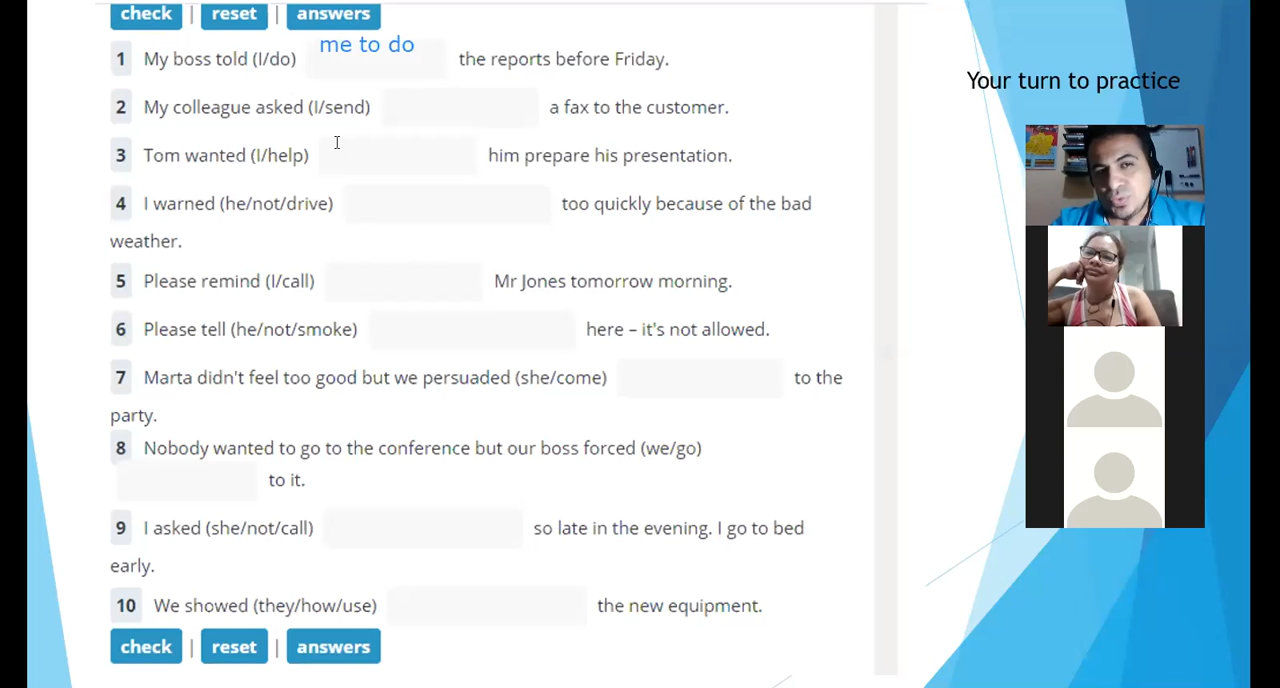 check | reset | answers
me to do
1 My boss told (I/do) the reports before Friday.
Your turn to practice
2 My colleague asked (I/send) a fax to the customer.
3 Tom wanted (I/help) him prepare his presentation.
4 I warned (he/not/drive) too quickly because of the bad
weather.
5 Please remind (I/call) Mr Jones tomorrow morning.
6 Please tell (he/not/smoke) here – it's not allowed.
7 Marta didn't feel too good but we persuaded (she/come) to the
party.
8 Nobody wanted to go to the conference but our boss forced (we/go)
to it.
9 I asked (she/not/call) so late in the evening. I go to bed
early.
10 We showed (they/how/use) the new equipment.
check | reset | answers